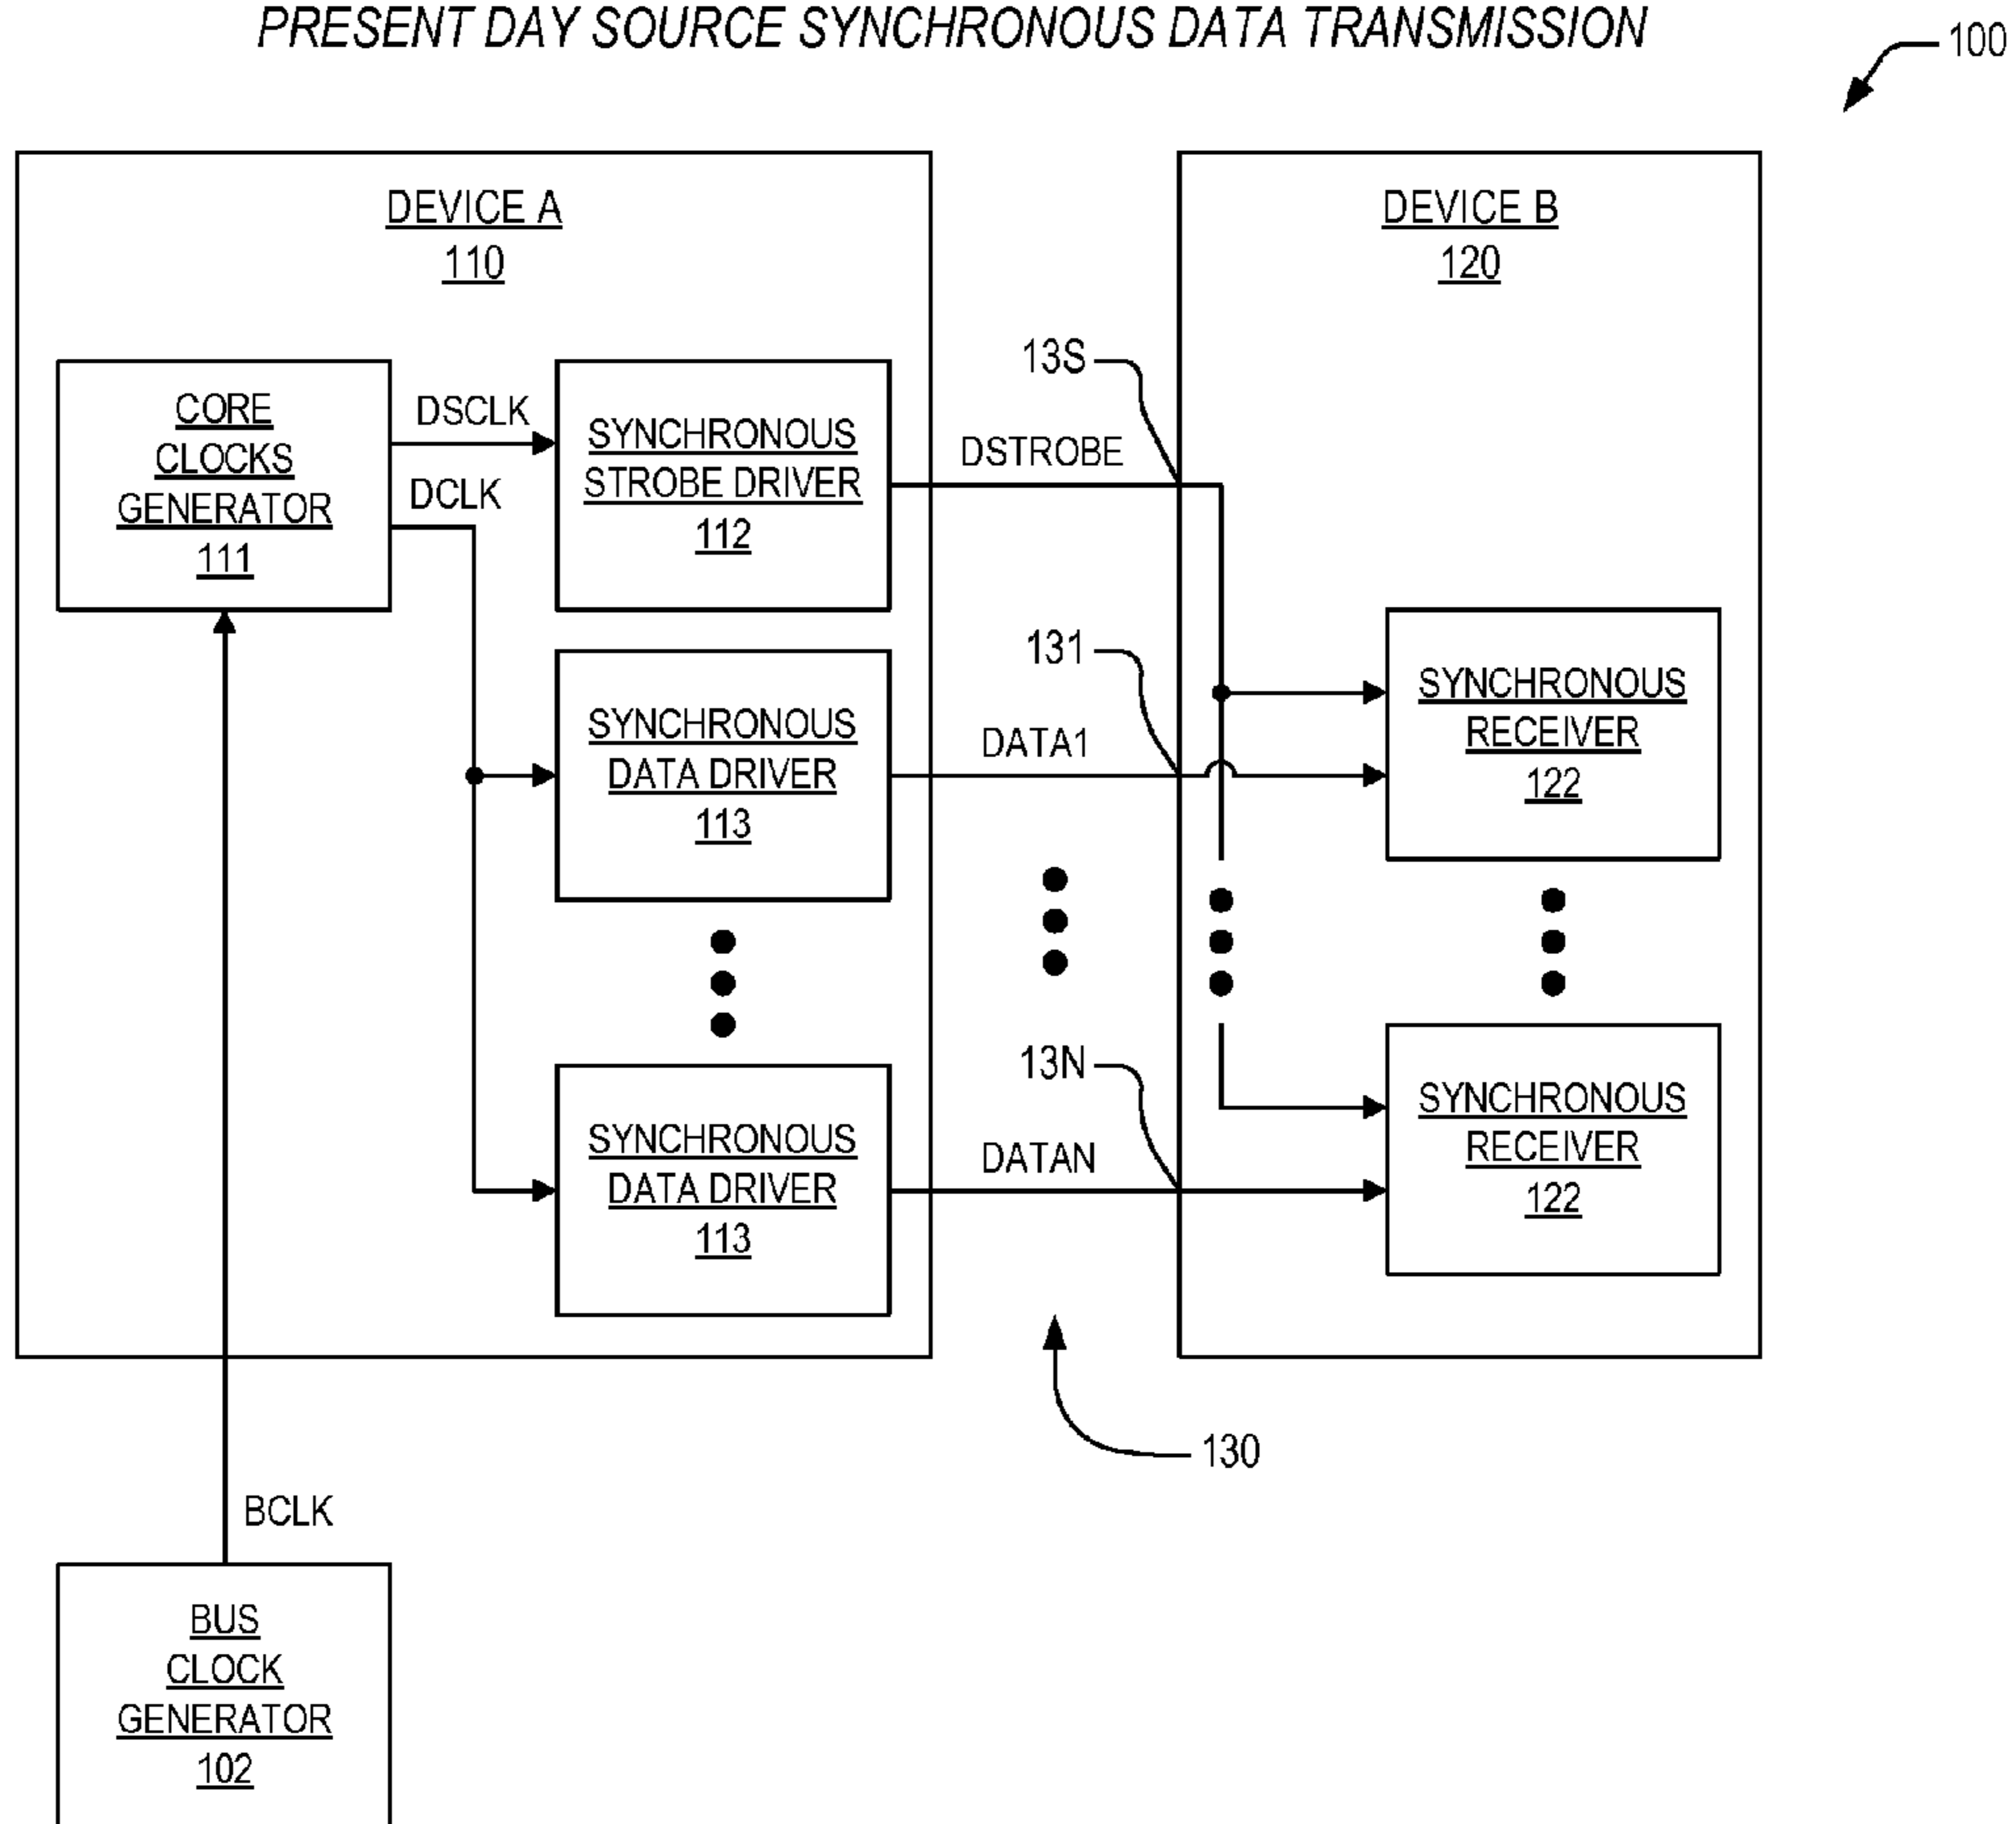 PRESENT DAY SOURCE SYNCHRONOUS DATA TRANSMISSION
100
DEVICE A
110
DEVICE B
120
CORE
CLOCKS
GENERATOR
111
DSCLK
DCLK
SYNCHRONOUS
STROBE DRIVER
112
13S
DSTROBE
SYNCHRONOUS
DATA DRIVER
113
131
DATA1
SYNCHRONOUS
RECEIVER
122
SYNCHRONOUS
DATA DRIVER
113
13N
DATAN
SYNCHRONOUS
RECEIVER
122
130
BCLK
BUS
CLOCK
GENERATOR
102